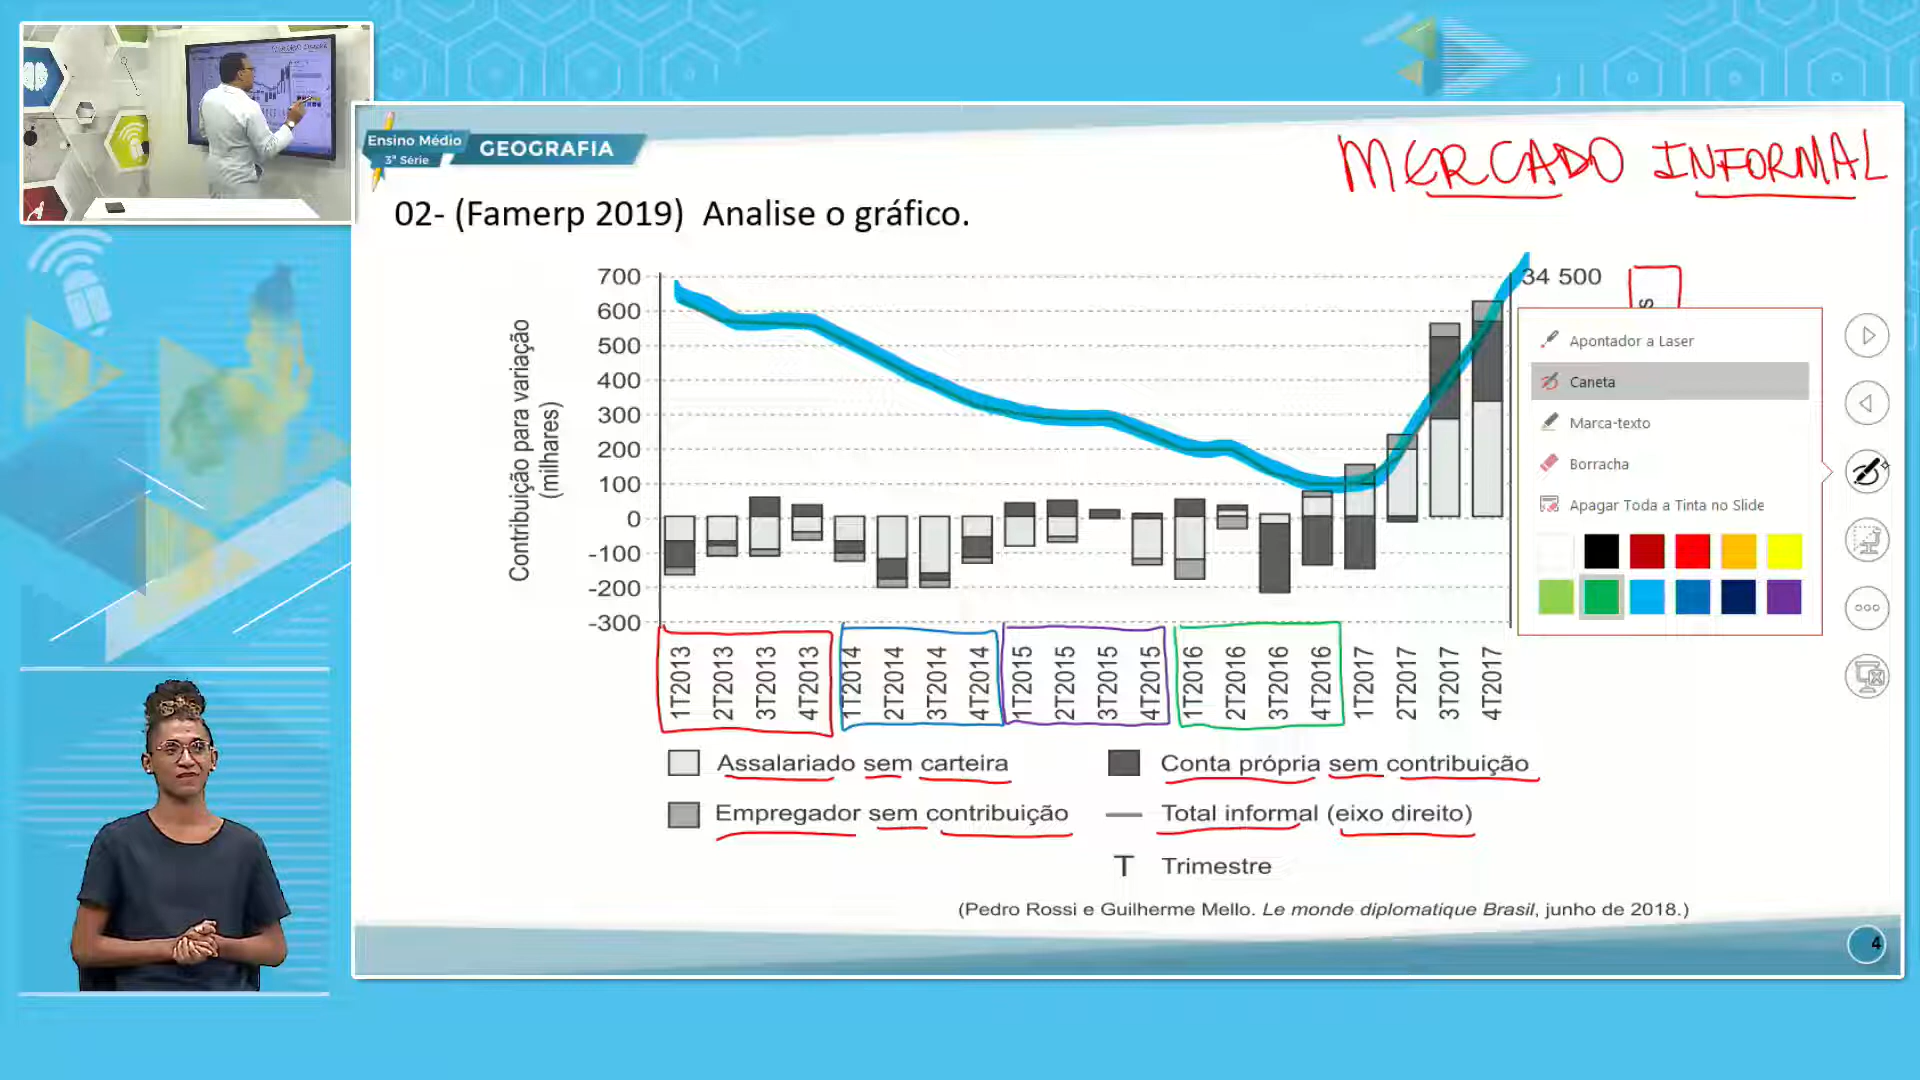 MERCADO INFORMAL
Ensino Médio
3ª Série
GEOGRAFIA
02- (Famerp 2019) Analise o gráfico.
Contribuição para variação
(milhares)
700
600
500
400
300
200
100
0
-100
-200
-300
34 500
s
1T2013
2T2013
3T2013
4T2013
1T2014
2T2014
3T2014
4T2014
1T2015
2T2015
3T2015
4T2015
1T2016
2T2016
3T2016
4T2016
1T2017
2T2017
3T2017
4T2017
Apontador a Laser
Caneta
Marca-texto
Borracha
Apagar Toda a Tinta no Slide
Assalariado sem carteira
Conta própria sem contribuição
Empregador sem contribuição
Total informal (eixo direito)
T Trimestre
(Pedro Rossi e Guilherme Mello. Le monde diplomatique Brasil, junho de 2018.)
4